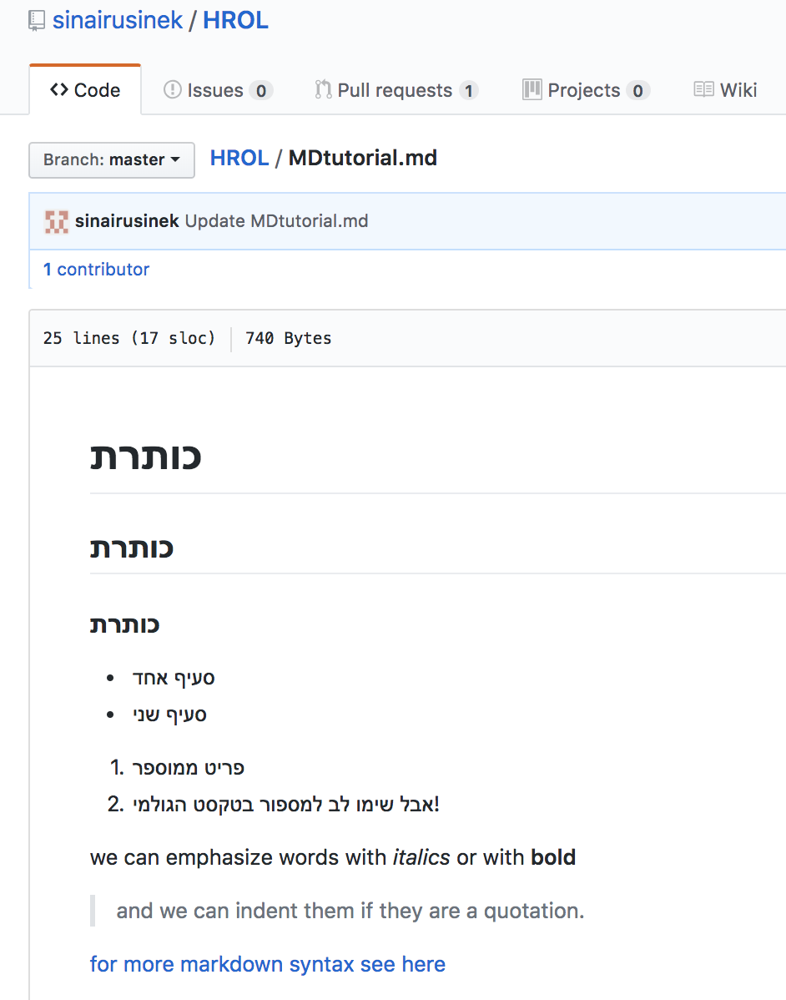 sinairusinek / HROL
Code Issues 0 Pull requests 1 Projects 0 Wiki
Branch: master HROL / MDtutorial.md
sinairusinek Update MDtutorial.md
1 contributor
25 lines (17 sloc) 740 Bytes
כותרת
כותרת
כותרת
• סעיף אחד
• סעיף שני
1. פריט ממוספר
2. אבל שימו לב למספור בטקסט הגולמי!
we can emphasize words with italics or with bold
and we can indent them if they are a quotation.
for more markdown syntax see here